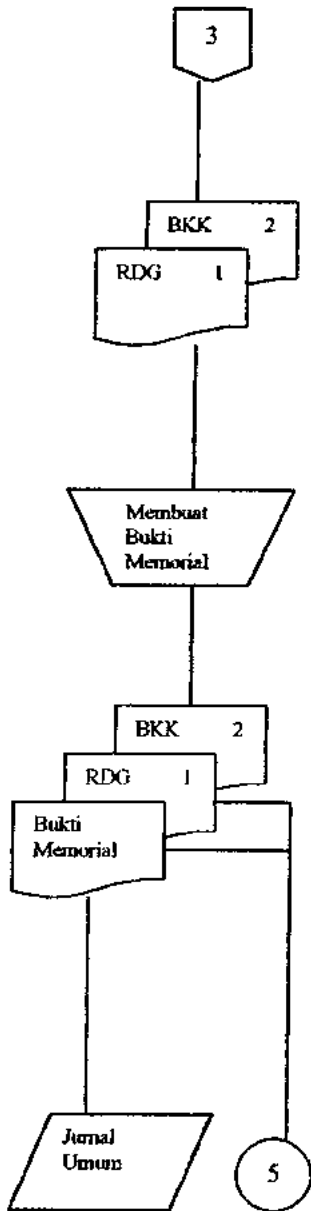 3
BKK 2
RDG 1
Membuat
Bukti
Memorial
BKK 2
RDG 1
Bukti
Memorial
Jurnal
Umum
5